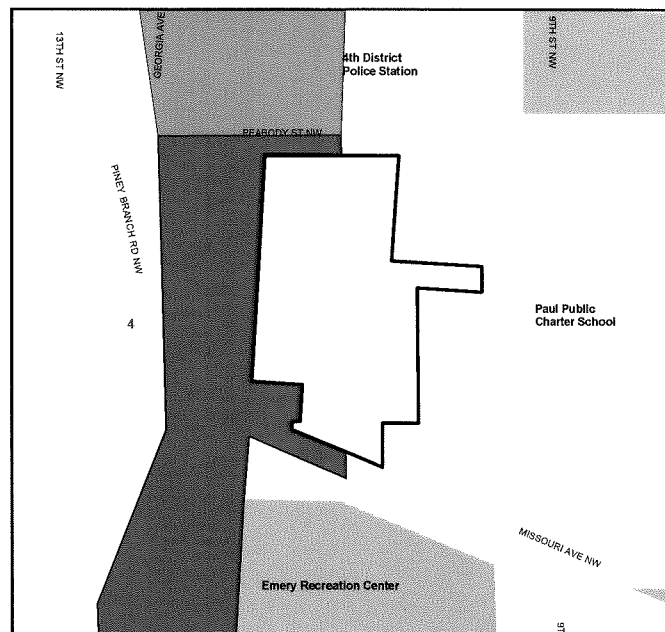 13TH ST NW
GEORGIA AVE
4th District
Police Station
9TH ST NW
PEABODY ST NW
PINEY BRANCH RD NW
4
Paul Public
Charter School
MISSOURI AVE NW
Emery Recreation Center
9T